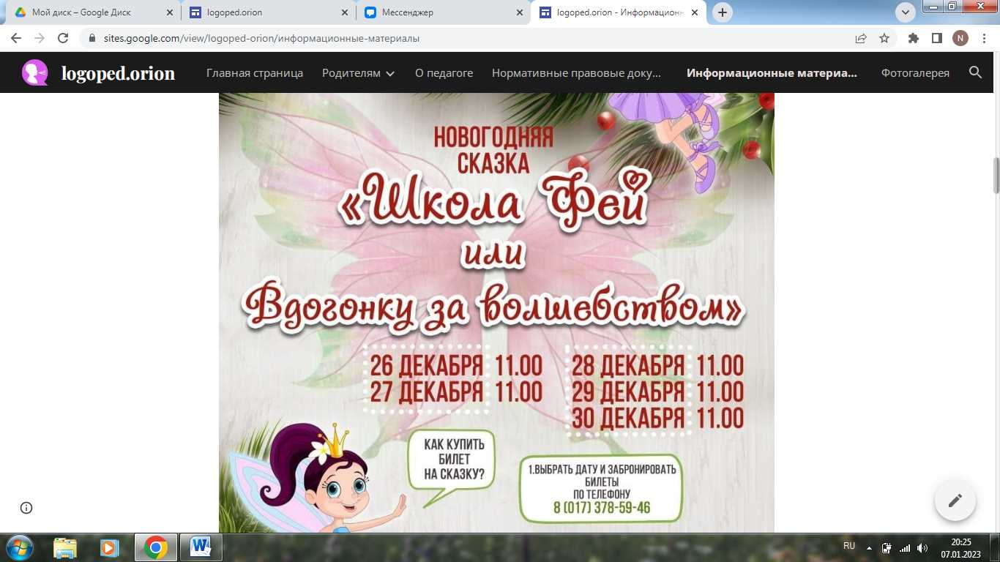 Мой диск – Google Диск
logoped.orion
Мессенджер
logoped.orion - Информационн
sites.google.com/view/logoped-orion/информационные-материалы
N
logoped.orion
Главная страница
Родителям
О педагоге
Нормативные правовые доку...
Информационные материа...
Фотогалерея
НОВОГОДНЯЯ
СКАЗКА
«Школа Фей
или
Вдогонку за волшебством»
26 ДЕКАБРЯ 11.00
27 ДЕКАБРЯ 11.00
28 ДЕКАБРЯ 11.00
29 ДЕКАБРЯ 11.00
30 ДЕКАБРЯ 11.00
КАК КУПИТЬ
БИЛЕТ
НА СКАЗКУ?
1.ВЫБРАТЬ ДАТУ И ЗАБРОНИРОВАТЬ
БИЛЕТЫ
ПО ТЕЛЕФОНУ
8 (017) 378-59-46
RU
20:25
07.01.2023